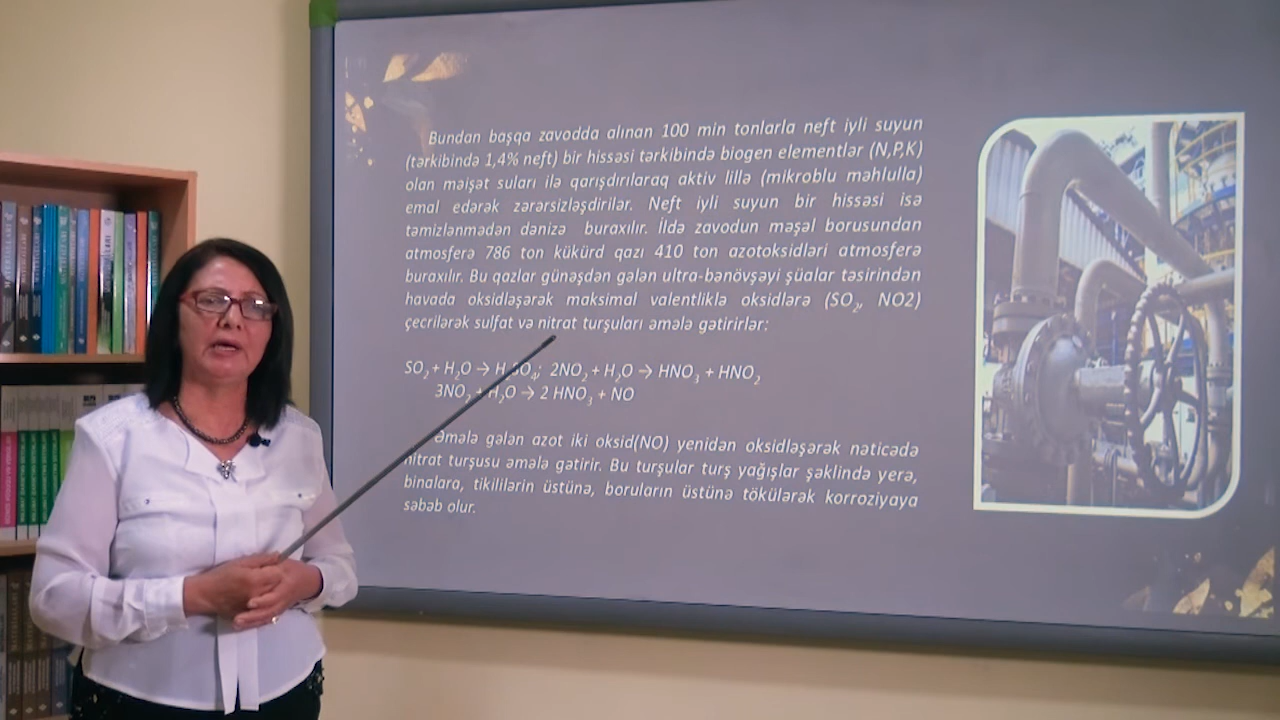 Bundan başqa zavodda alınan 100 min tonlarla neft iyli suyun
(tərkibində 1,4% neft) bir hissəsi tərkibində biogen elementlər (N,P,K)
olan məişət suları ilə qarışdırılaraq aktiv lillə (mikroblu məhlulla)
emal edərək zərərsizləşdirilər. Neft iyli suyun bir hissəsi isə
təmizlənmədən dənizə buraxılır. İldə zavodun məşəl borusundan
atmosferə 786 ton kükürd qazı 410 ton azotoksidləri atmosferə
buraxılır. Bu qazlar günəşdən gələn ultra-bənövşəyi şüalar təsirindən
havada oksidləşərək maksimal valentliklə oksidlərə (SO₂, NO2)
çecrilərək sulfat və nitrat turşuları əmələ gətirirlər:
SO₂ + H₂O → H₂SO₄; 2NO₂ + H₂O → HNO₃ + HNO₂
3NO₂ + H₂O → 2 HNO₃ + NO
Əmələ gələn azot iki oksid(NO) yenidən oksidləşərək nəticədə
nitrat turşusu əmələ gətirir. Bu turşular turş yağışlar şəklində yerə,
binalara, tikililərin üstünə, boruların üstünə tökülərək korroziyaya
səbəb olur.